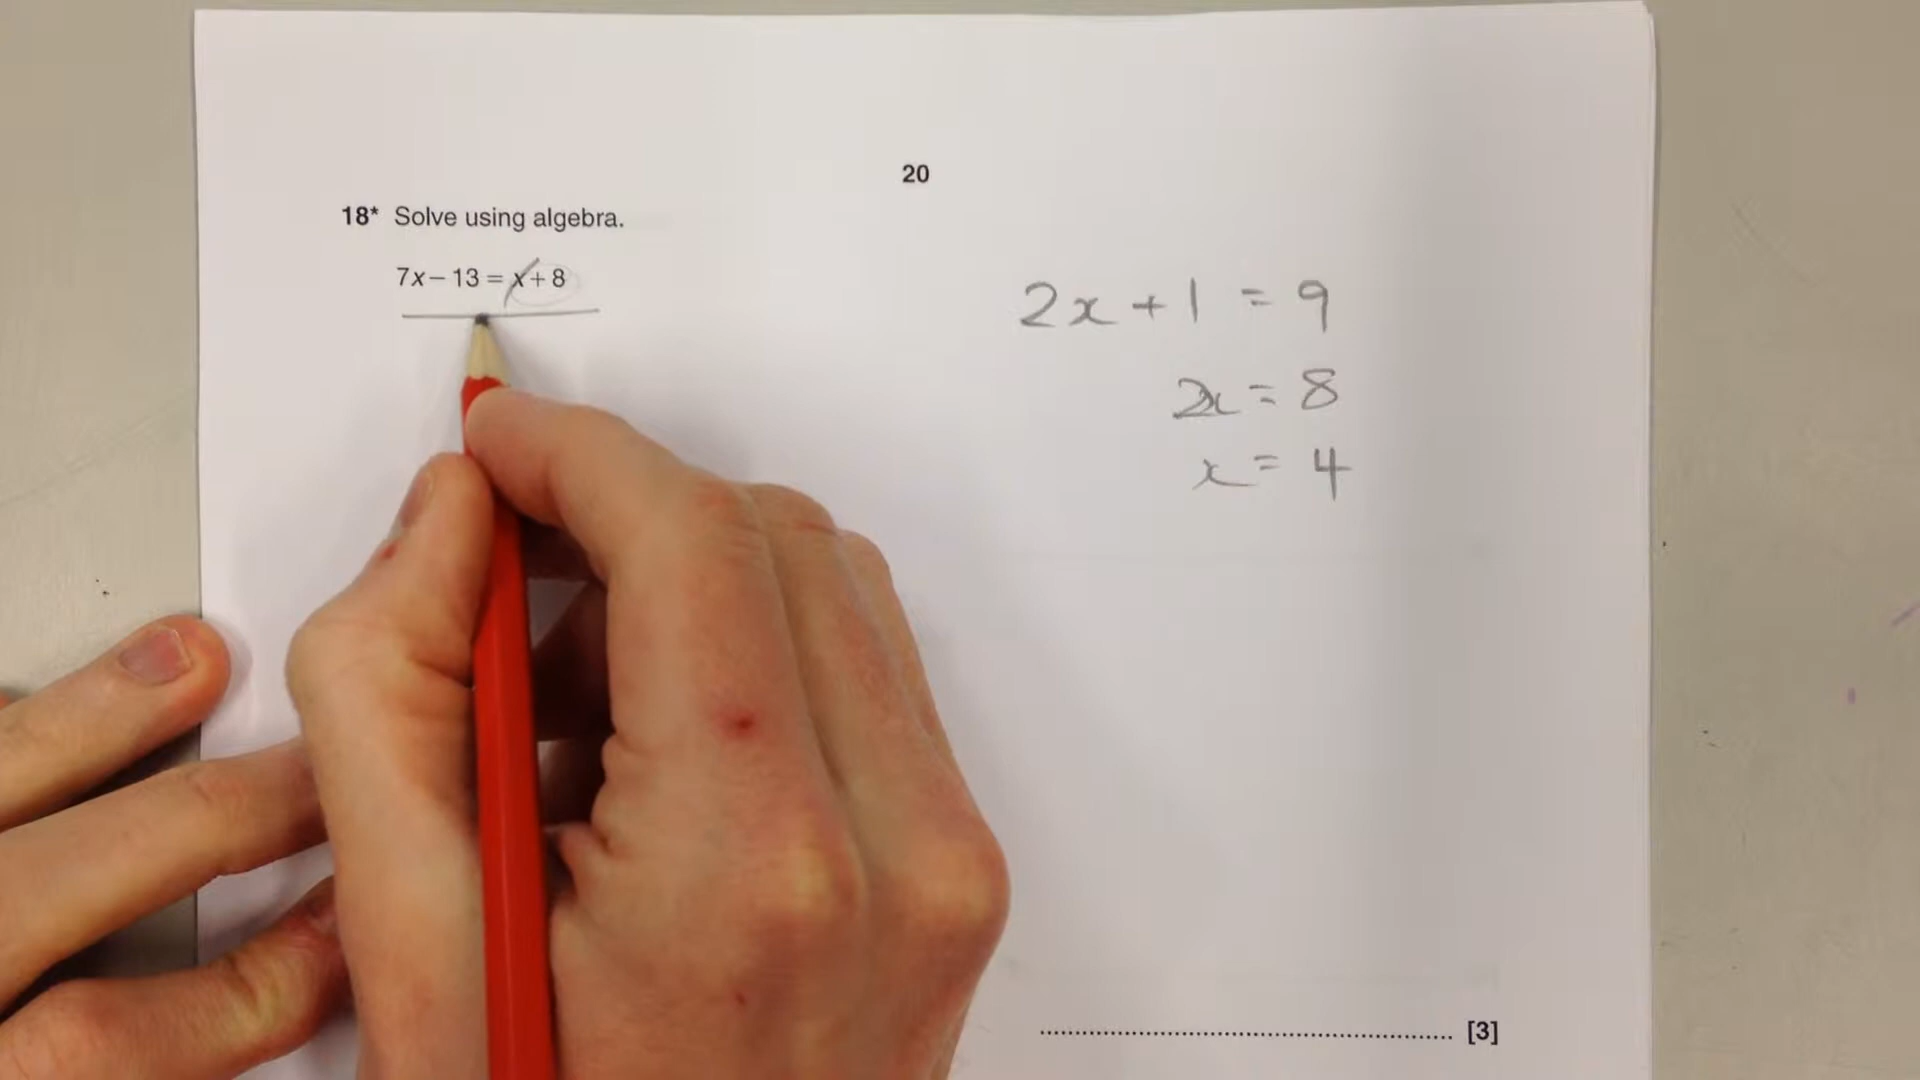 20
18* Solve using algebra.
7x – 13 = x + 8
2x + 1 = 9
2x = 8
x = 4
[3]